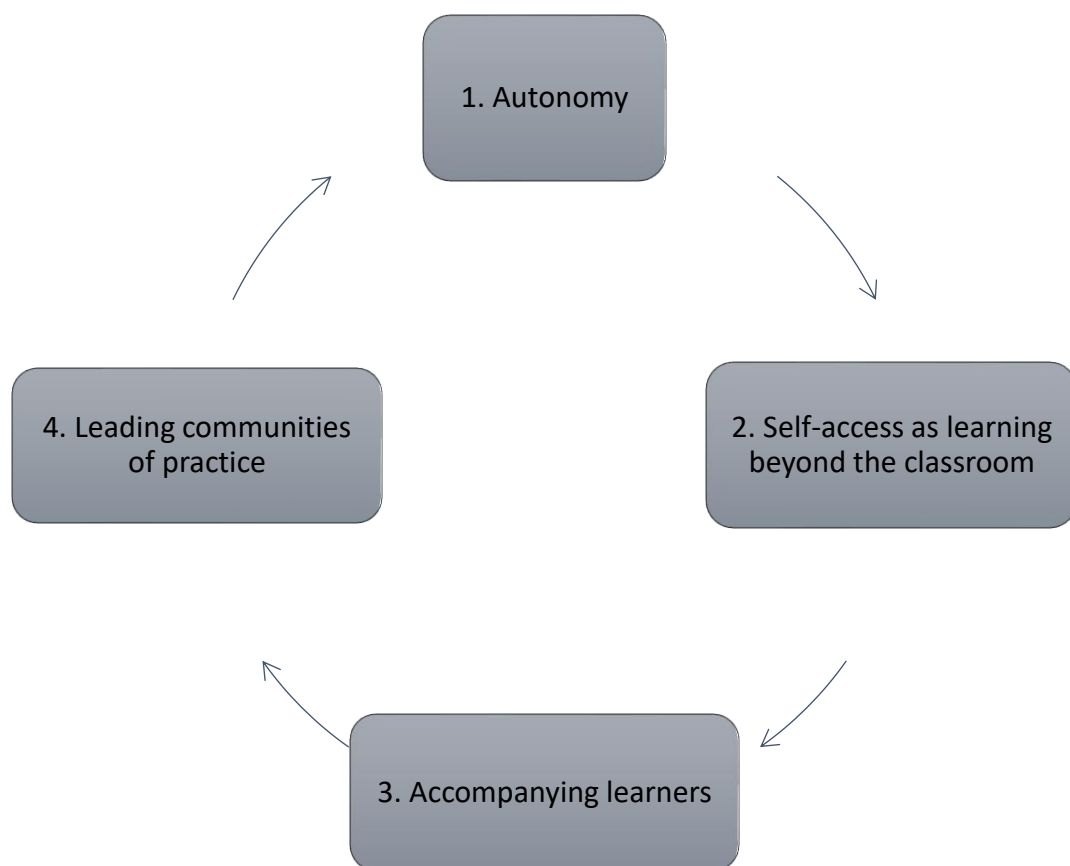 1. Autonomy
2. Self-access as learning
beyond the classroom
3. Accompanying learners
4. Leading communities
of practice